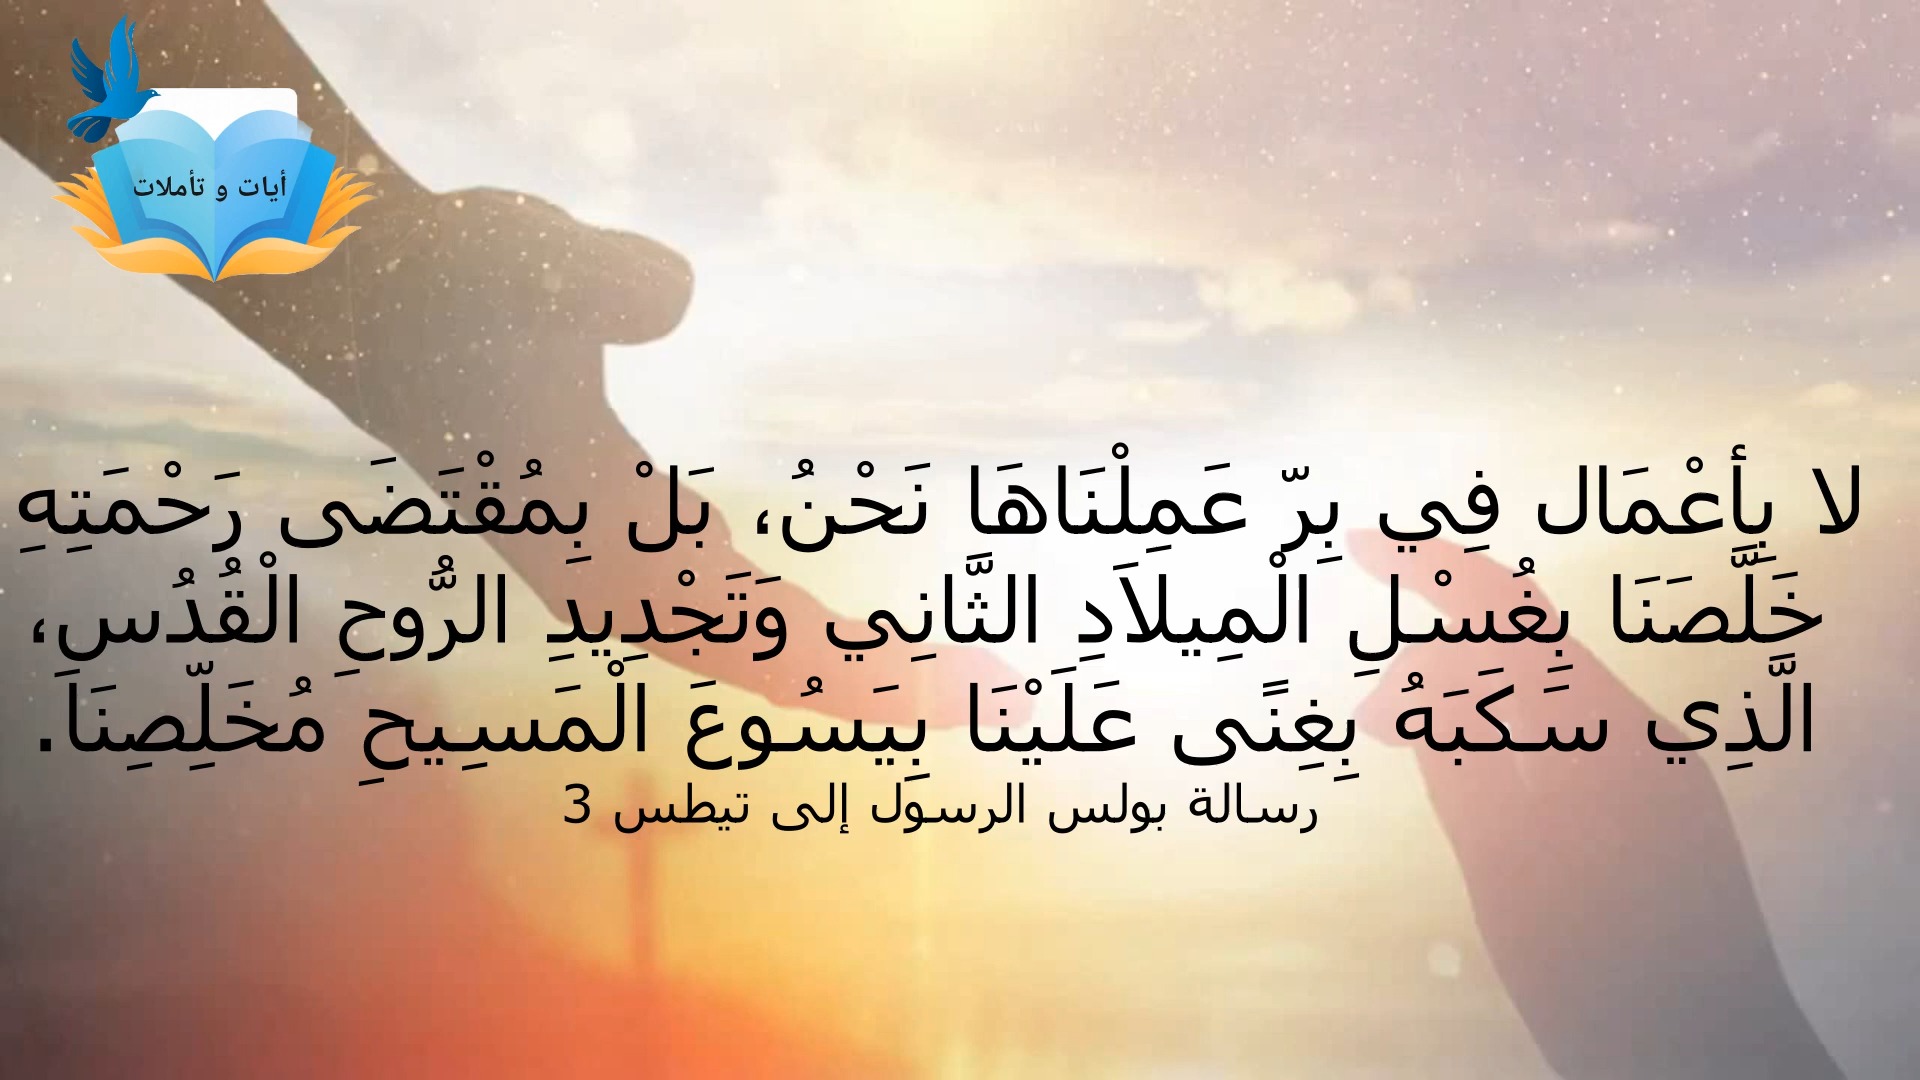 أيات و تأملات
لا بِأَعْمَال فِي بِرّ عَمِلْنَاهَا نَحْنُ، بَلْ بِمُقْتَضَى رَحْمَتِهِ
خَلَّصَنَا بِغُسْلِ الْمِيلاَدِ الثَّانِي وَتَجْدِيدِ الرُّوحِ الْقُدُسِ،
الَّذِي سَكَبَهُ بِغِنًى عَلَيْنَا بِيَسُوعَ الْمَسِيحِ مُخَلِّصِنَا.
رسالة بولس الرسول إلى تيطس 3